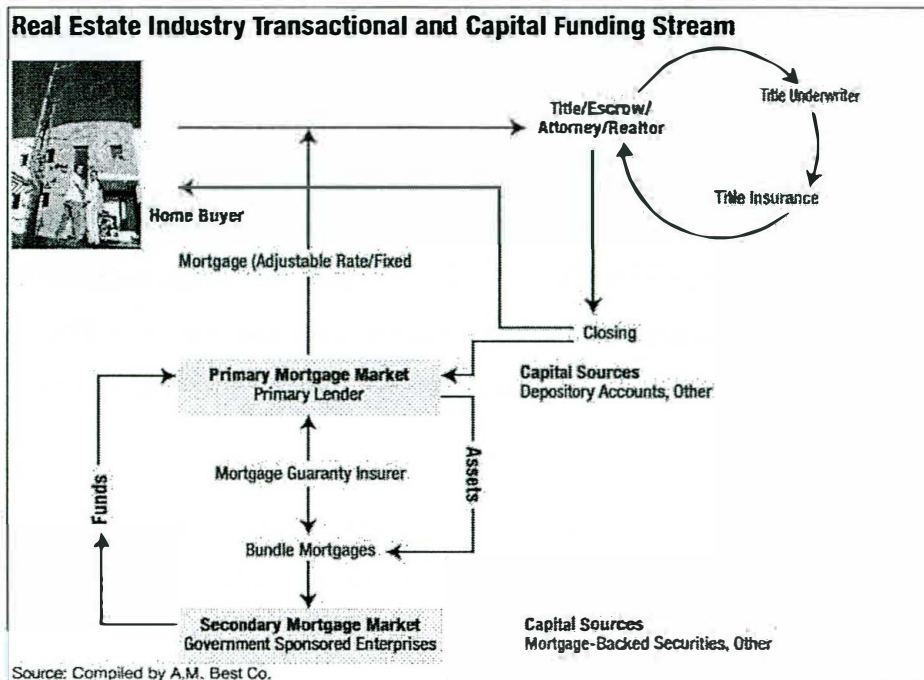 Real Estate Industry Transactional and Capital Funding Stream
Title/Escrow/
Attorney/Realtor
Title Underwriter
Title Insurance
Home Buyer
Mortgage (Adjustable Rate/Fixed
Closing
Primary Mortgage Market
Primary Lender
Capital Sources
Depository Accounts, Other
Funds
Mortgage Guaranty Insurer
Assets
Bundle Mortgages
Secondary Mortgage Market
Government Sponsored Enterprises
Capital Sources
Mortgage-Backed Securities, Other
Source: Compiled by A.M. Best Co.